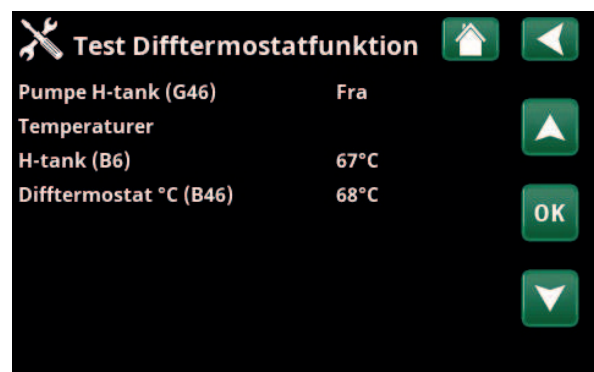 Test Difftermostatfunktion
Pumpe H-tank (G46) Fra
Temperaturer
H-tank (B6) 67°C
Difftermostat °C (B46) 68°C
OK